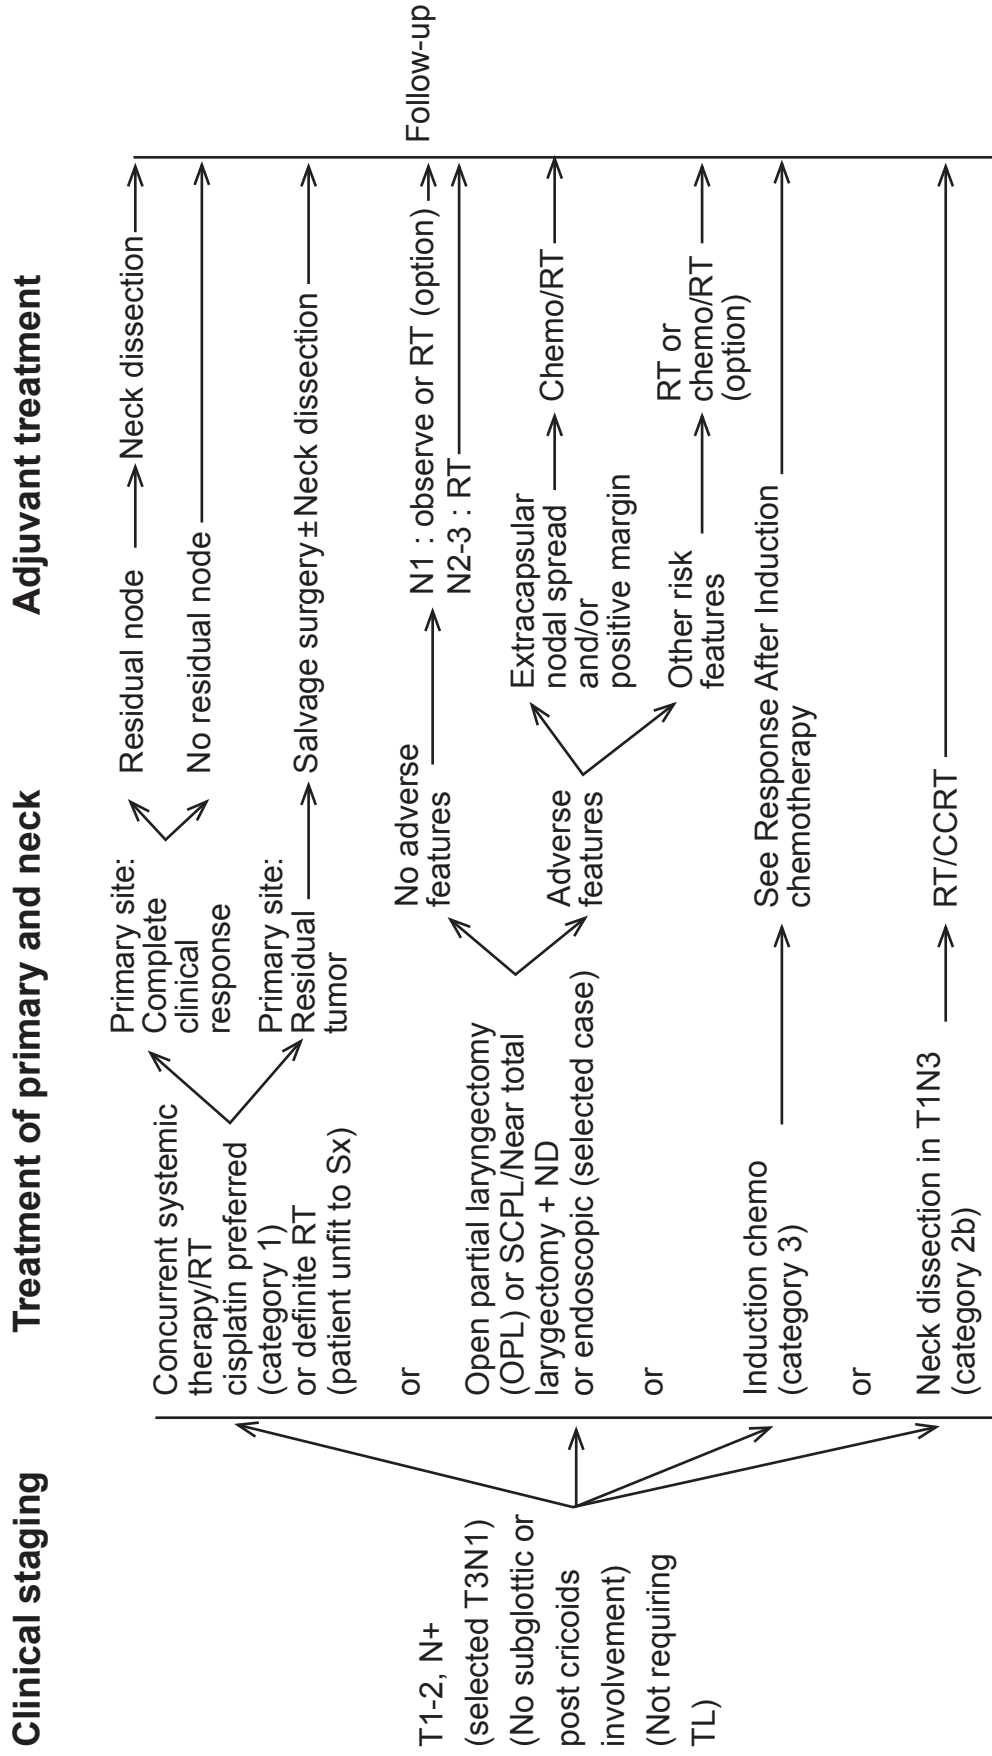 Clinical staging
Treatment of primary and neck
Adjuvant treatment
T1-2, N+
(selected T3N1)
(No subglottic or
post cricoids
involvement)
(Not requiring
TL)
Concurrent systemic
therapy/RT
cisplatin preferred
(category 1)
or definite RT
(patient unfit to Sx)
or
Open partial laryngectomy
(OPL) or SCPL/Near total
larygectomy + ND
or endoscopic (selected case)
or
Induction chemo
(category 3)
or
Neck dissection in T1N3
(category 2b)
Primary site:
Complete
clinical
response
Primary site:
Residual
tumor
Residual node
Neck dissection
No residual node
Salvage surgery ± Neck dissection
No adverse
features
N1 : observe or RT (option)
N2-3 : RT
Adverse
features
Extracapsular
nodal spread
and/or
positive margin
Chemo/RT
Other risk
features
RT or
chemo/RT
(option)
See Response After Induction
chemotherapy
RT/CCRT
Follow-up